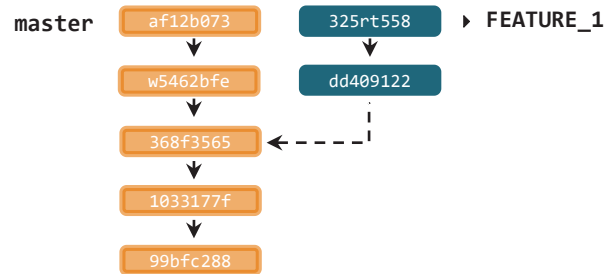 master af12b073 325rt558 FEATURE_1
w5462bfe dd409122
368f3565
1033177f
99bfc288